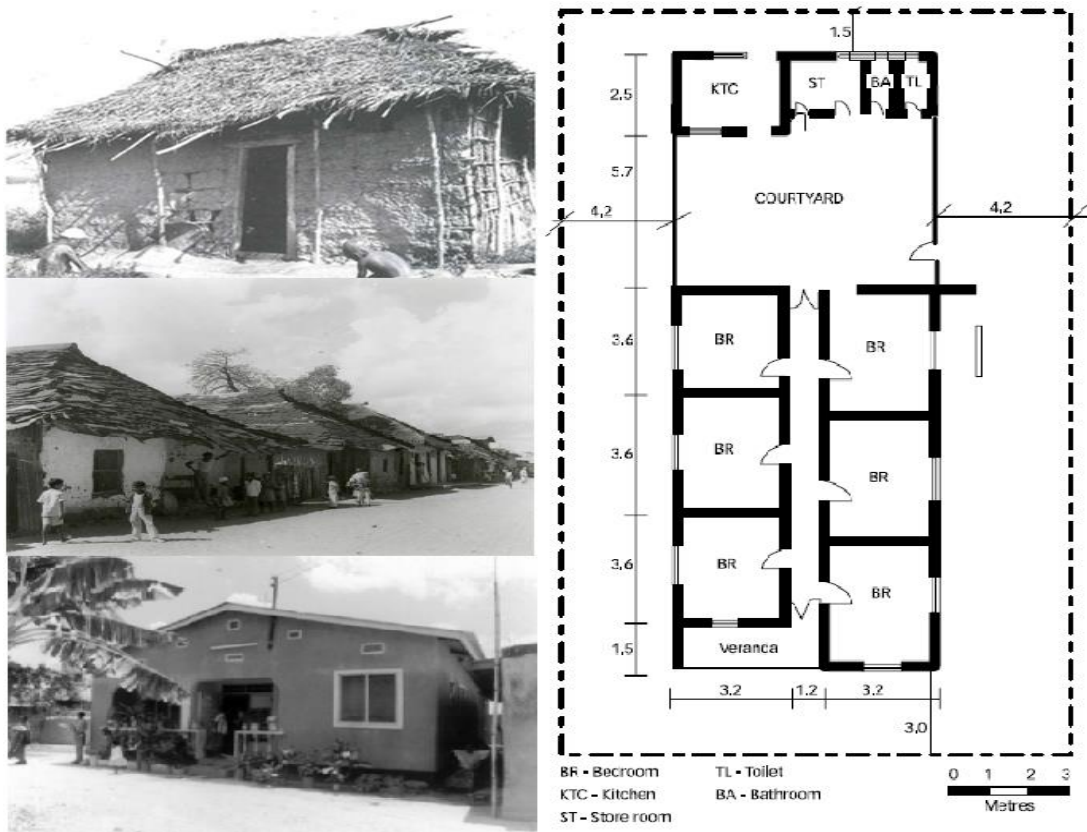 1.5
2.5
KTC
ST
BA
TL
5.7
COURTYARD
4,2
4.2
3.6
BR
BR
3,6
BR
BR
3,6
BR
BR
1,5
Veranda
3.2
1.2
3.2
3,0
BR - Bedroom
TL - Toilet
KTC - Kitchen
BA - Bathroom
ST - Store room
0 1 2 3
Metres